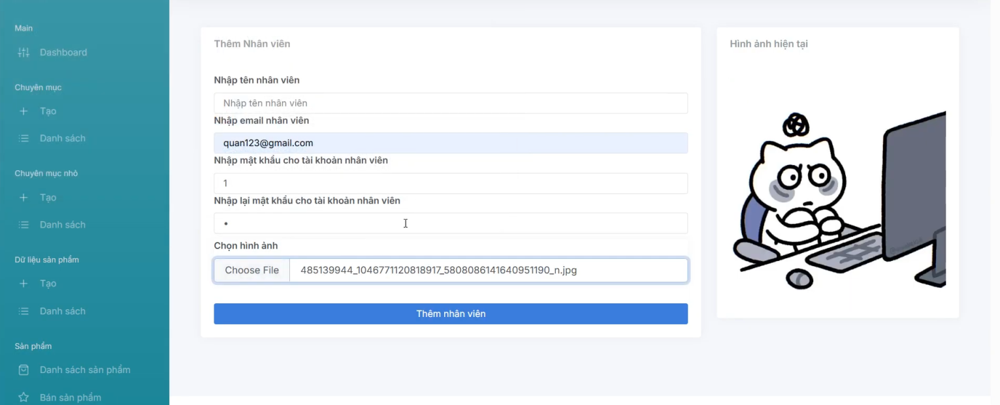 Main
Dashboard
Chuyên mục
Tạo
Danh sách
Chuyên mục nhỏ
Tạo
Danh sách
Dữ liệu sản phẩm
Tạo
Danh sách
Sản phẩm
Danh sách sản phẩm
Bán sản phẩm
Thêm Nhân viên
Nhập tên nhân viên
Nhập tên nhân viên
Nhập email nhân viên
quan123@gmail.com
Nhập mật khẩu cho tài khoản nhân viên
1
Nhập lại mật khẩu cho tài khoản nhân viên
•
Chọn hình ảnh
Choose File 485139944_1046771120818917_5808086141640951190_n.jpg
Thêm nhân viên
Hình ảnh hiện tại